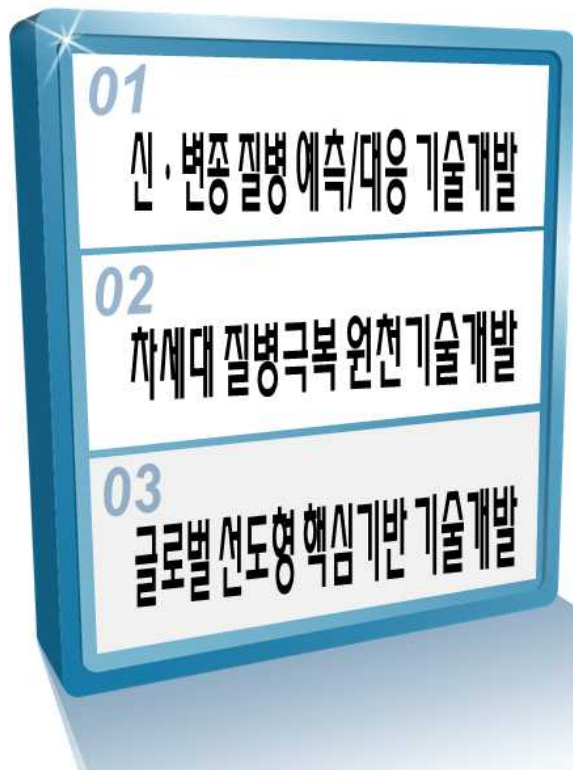 01
신·변종 질병 예측/대응 기술개발
02
차세대 질병극복 원천기술개발
03
글로벌 선도형 핵심기반 기술개발